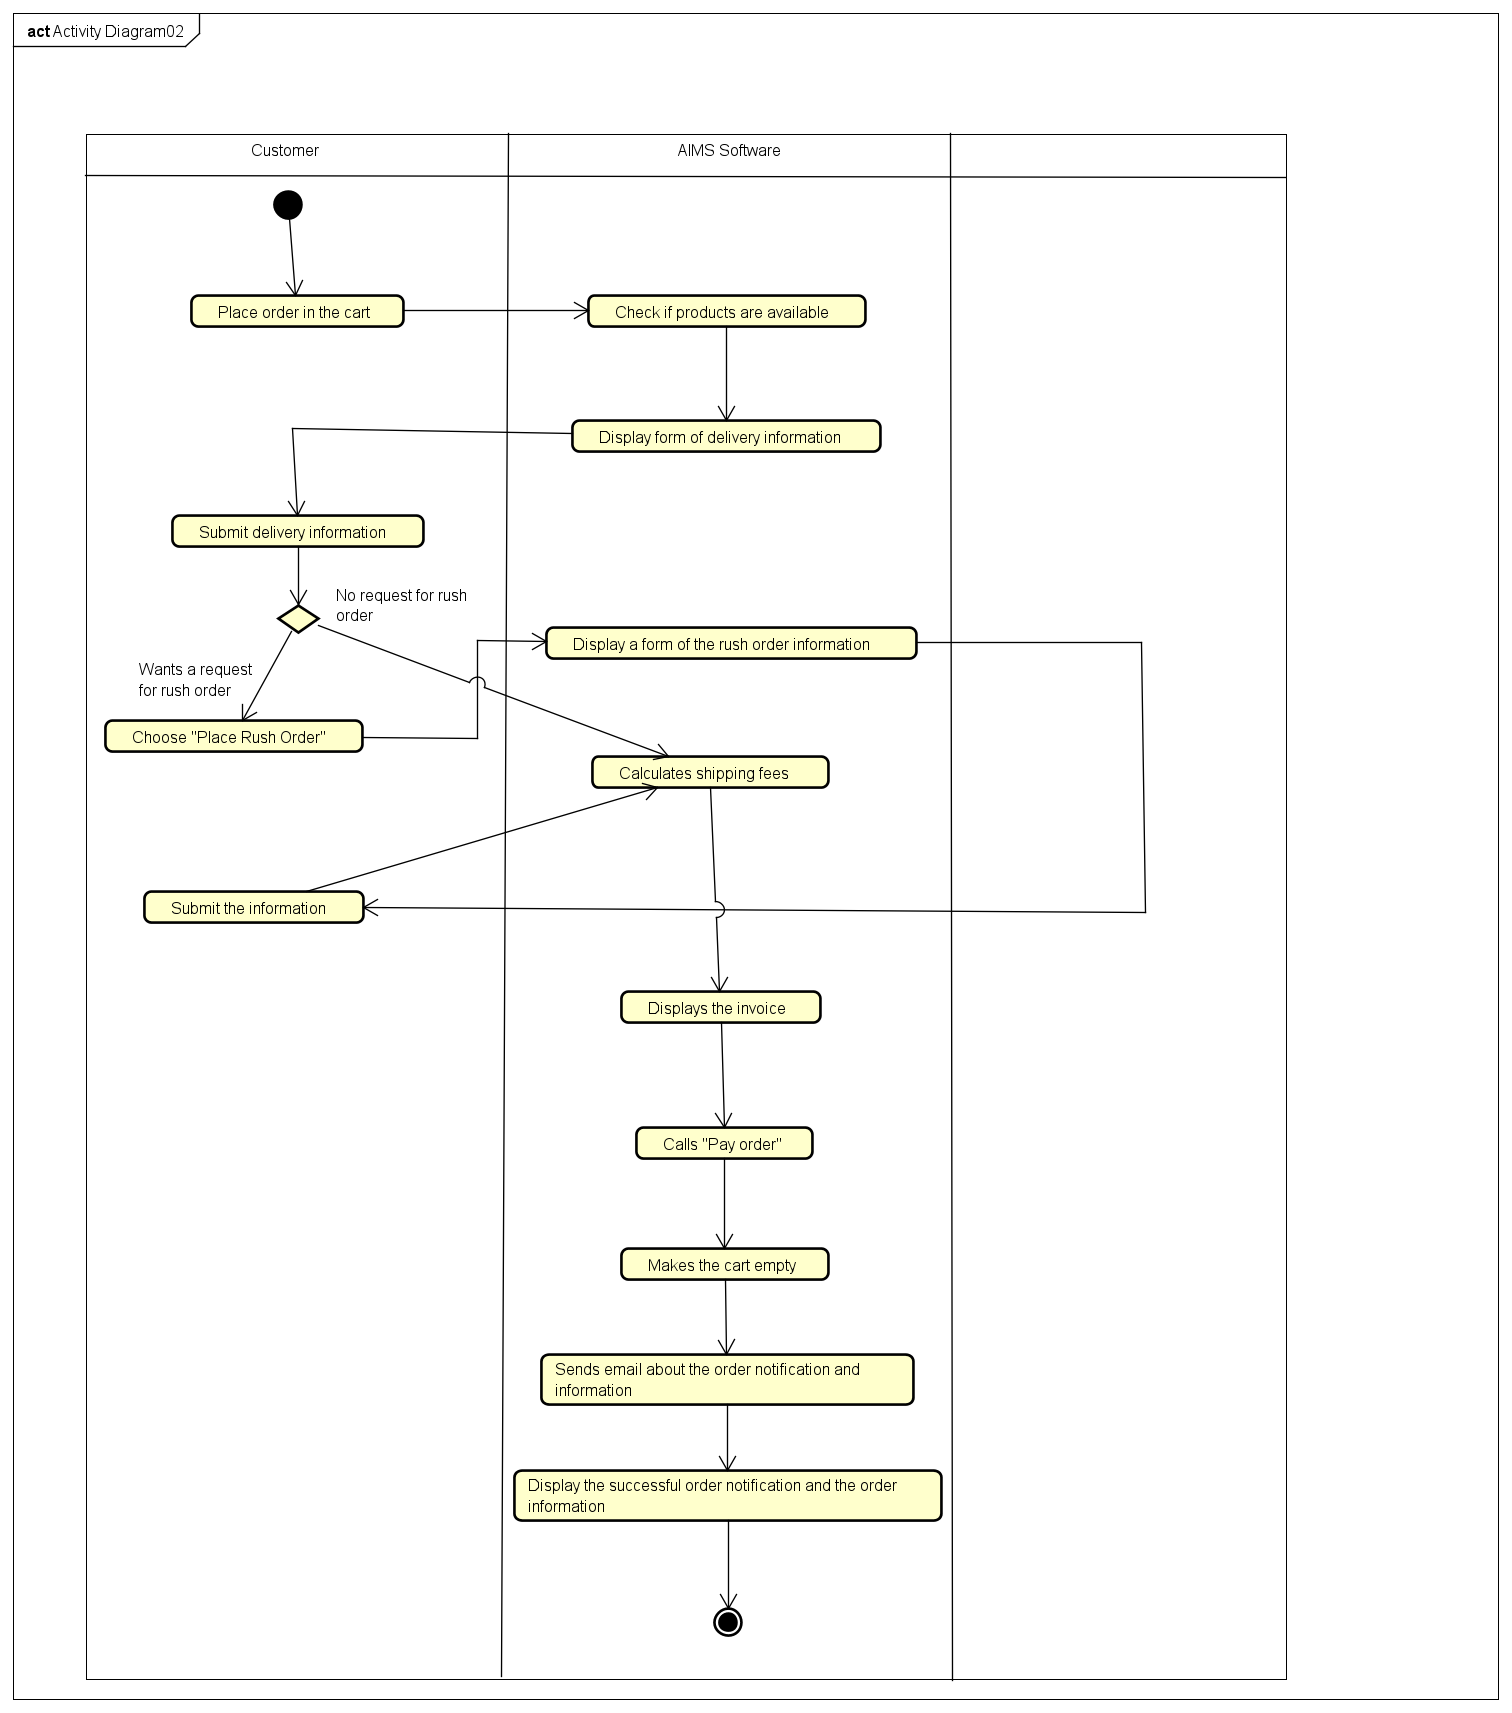 act Activity Diagram02
Customer
AIMS Software
Place order in the cart
Check if products are available
Display form of delivery information
Submit delivery information
No request for rush
order
Display a form of the rush order information
Wants a request
for rush order
Choose "Place Rush Order"
Calculates shipping fees
Submit the information
Displays the invoice
Calls "Pay order"
Makes the cart empty
Sends email about the order notification and
information
Display the successful order notification and the order
information